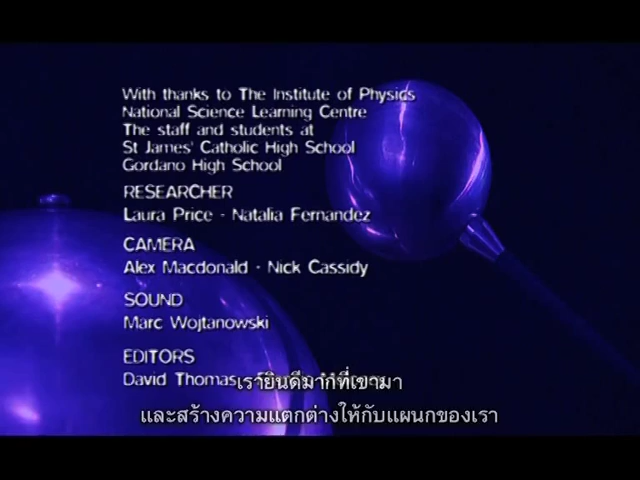 With thanks to The Institute of Physics
National Science Learning Centre
The staff and students at
St James' Catholic High School
Gordano High School
RESEARCHER
Laura Price - Natalia Fernandez
CAMERA
Alex Macdonald · Nick Cassidy
SOUND
Marc Wojtanowski
EDITORS
David Thomas
เรายินดีมากที่เขามา
และสร้างความแตกต่างให้กับแผนกของเรา